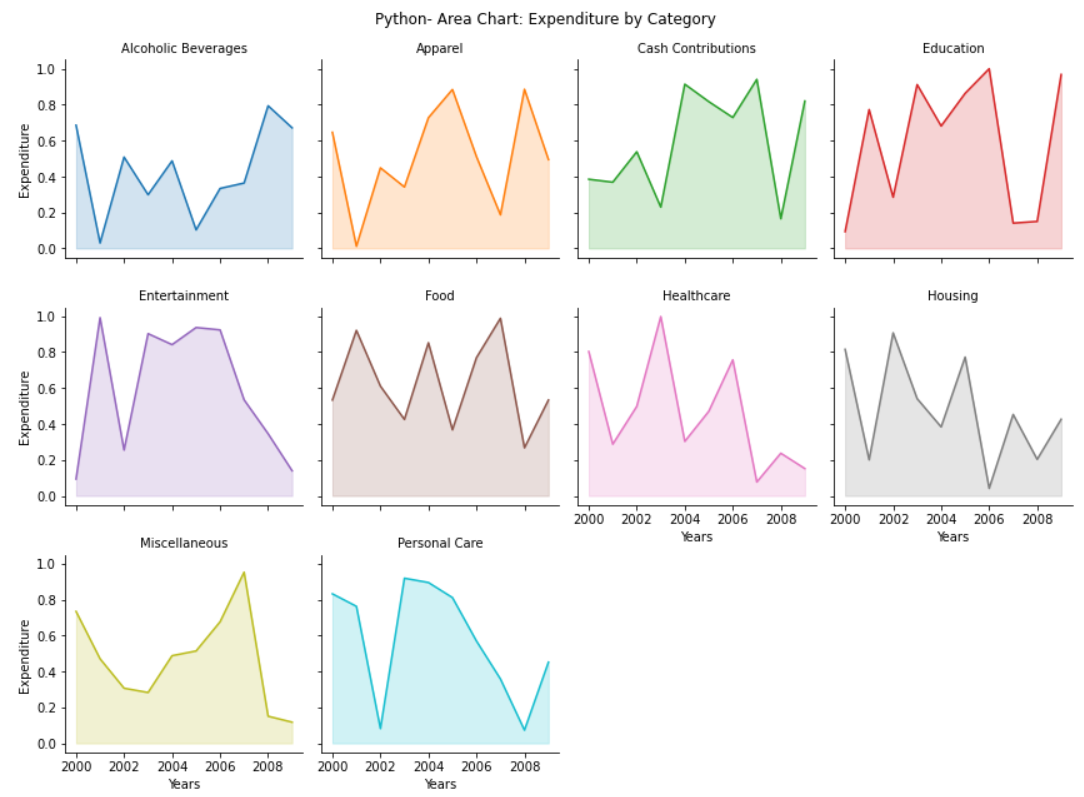 Python- Area Chart: Expenditure by Category
Alcoholic Beverages
Apparel
Cash Contributions
Education
1.0
0.8
0.6
0.4
0.2
0.0
Expenditure
Entertainment
Food
Healthcare
Housing
1.0
0.8
0.6
0.4
0.2
0.0
Expenditure
2000 2002 2004 2006 2008
Years
2000 2002 2004 2006 2008
Years
Miscellaneous
Personal Care
1.0
0.8
0.6
0.4
0.2
0.0
Expenditure
2000 2002 2004 2006 2008
Years
2000 2002 2004 2006 2008
Years